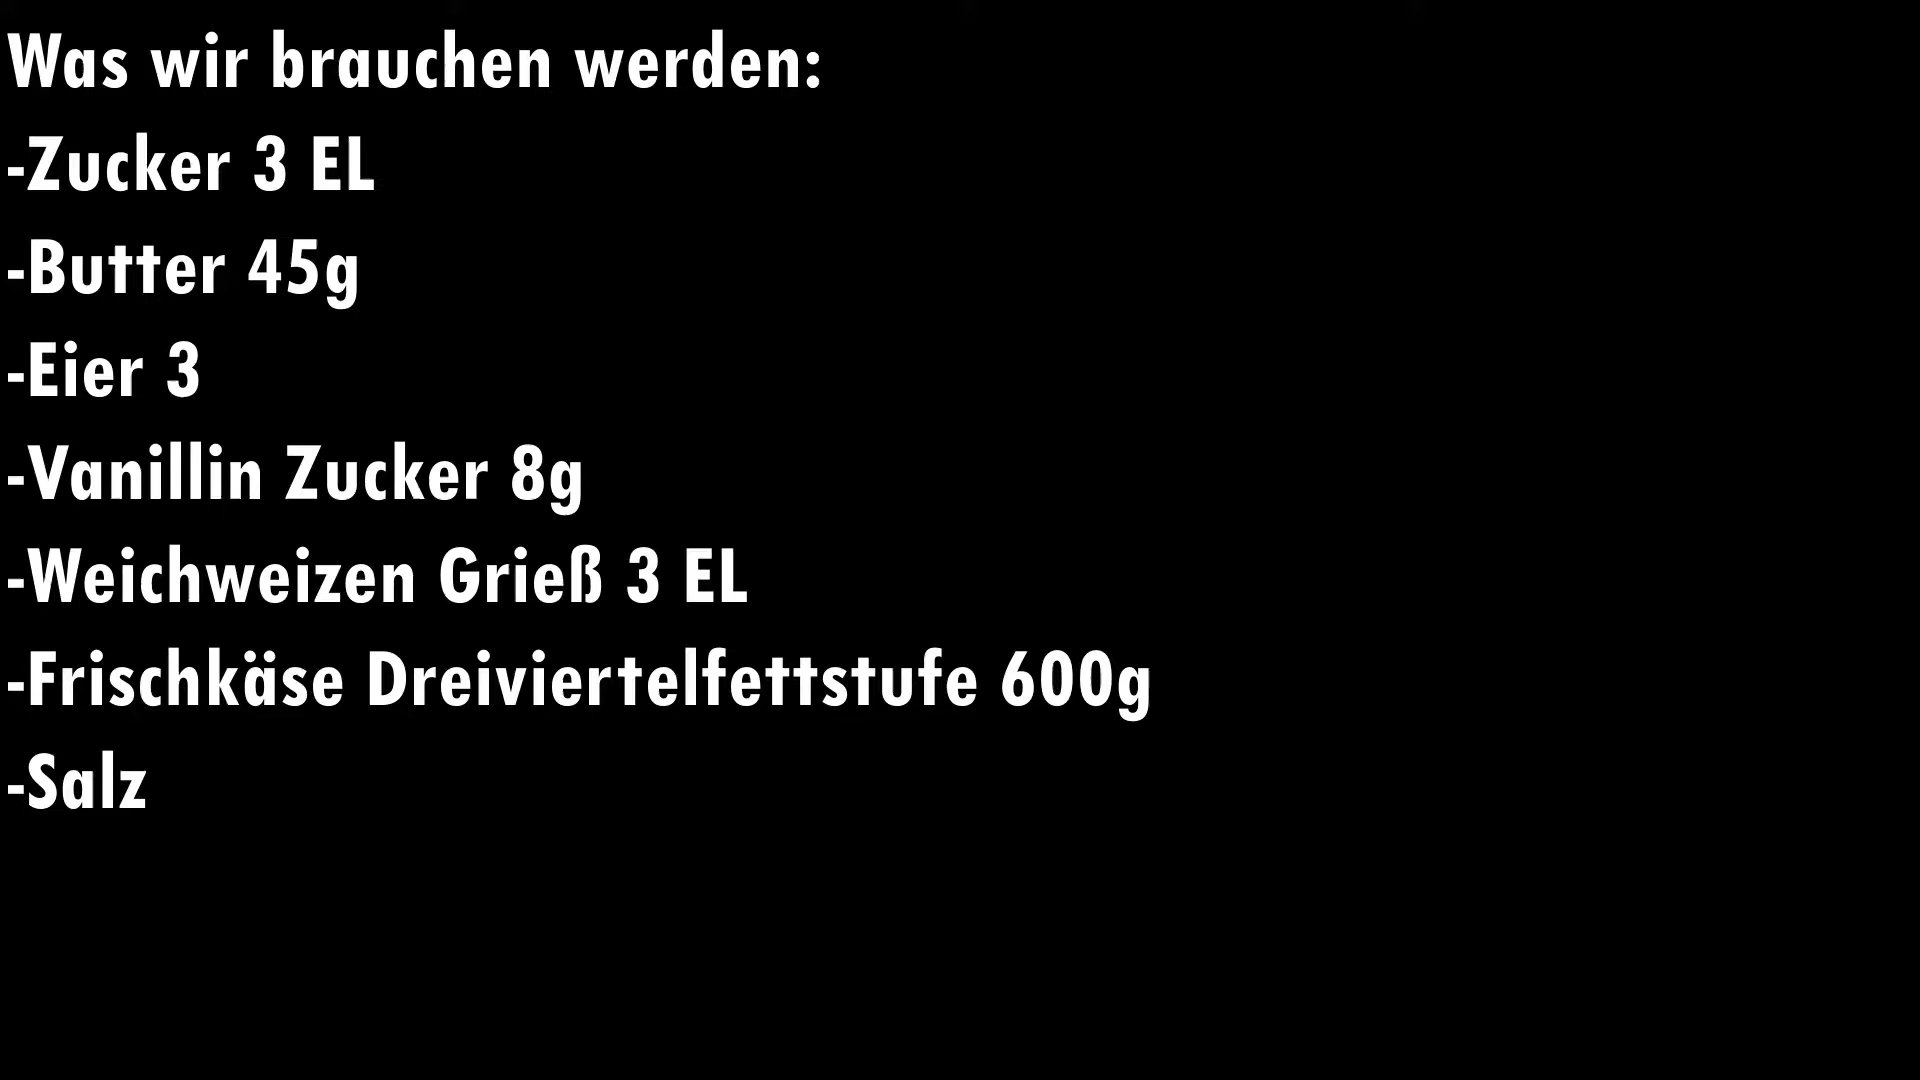 Was wir brauchen werden:
-Zucker 3 EL
-Butter 45g
-Eier 3
-Vanillin Zucker 8g
-Weichweizen Grieß 3 EL
-Frischkäse Dreiviertelfettstufe 600g
-Salz